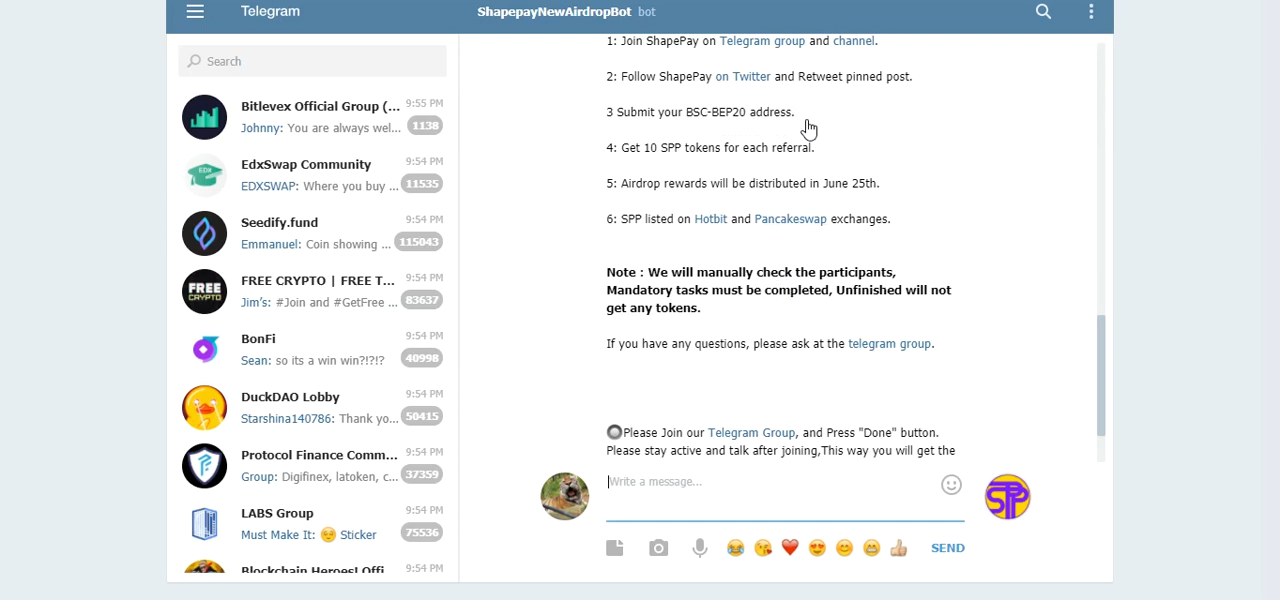 Telegram
ShapepayNewAirdropBot bot
Search
Bitlevex Official Group (... 9:55 PM
Johnny: You are always wel... 1138
EdxSwap Community 9:54 PM
EDXSWAP: Where you buy ... 11535
Seedify.fund 9:54 PM
Emmanuel: Coin showing ... 115043
FREE CRYPTO | FREE T... 9:54 PM
Jim's: #Join and #GetFree ... 83637
BonFi 9:54 PM
Sean: so its a win win?!?!? 40998
DuckDAO Lobby 9:54 PM
Starshina140786: Thank yo... 50415
Protocol Finance Comm... 9:54 PM
Group: Digifinex, latoken, c... 37359
LABS Group 9:54 PM
Must Make It: 😌 Sticker 75536
Blockchain Heroes! Offi... 9:54 PM
EDX
FREE
CRYPTO
1: Join ShapePay on Telegram group and channel.
2: Follow ShapePay on Twitter and Retweet pinned post.
3 Submit your BSC-BEP20 address.
4: Get 10 SPP tokens for each referral.
5: Airdrop rewards will be distributed in June 25th.
6: SPP listed on Hotbit and Pancakeswap exchanges.
Note : We will manually check the participants,
Mandatory tasks must be completed, Unfinished will not
get any tokens.
If you have any questions, please ask at the telegram group.
🔘Please Join our Telegram Group, and Press "Done" button.
Please stay active and talk after joining,This way you will get the
Write a message...
SPP
SEND